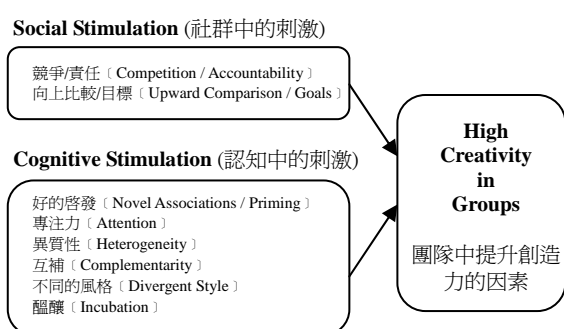 Social Stimulation (社群中的刺激)
競爭/責任﹝Competition / Accountability﹞
向上比較/目標﹝Upward Comparison / Goals﹞
Cognitive Stimulation (認知中的刺激)
好的啓發﹝Novel Associations / Priming﹞
專注力﹝Attention﹞
異質性﹝Heterogeneity﹞
互補﹝Complementarity﹞
不同的風格﹝Divergent Style﹞
醞釀﹝Incubation﹞
High
Creativity
in
Groups
團隊中提升創造
力的因素